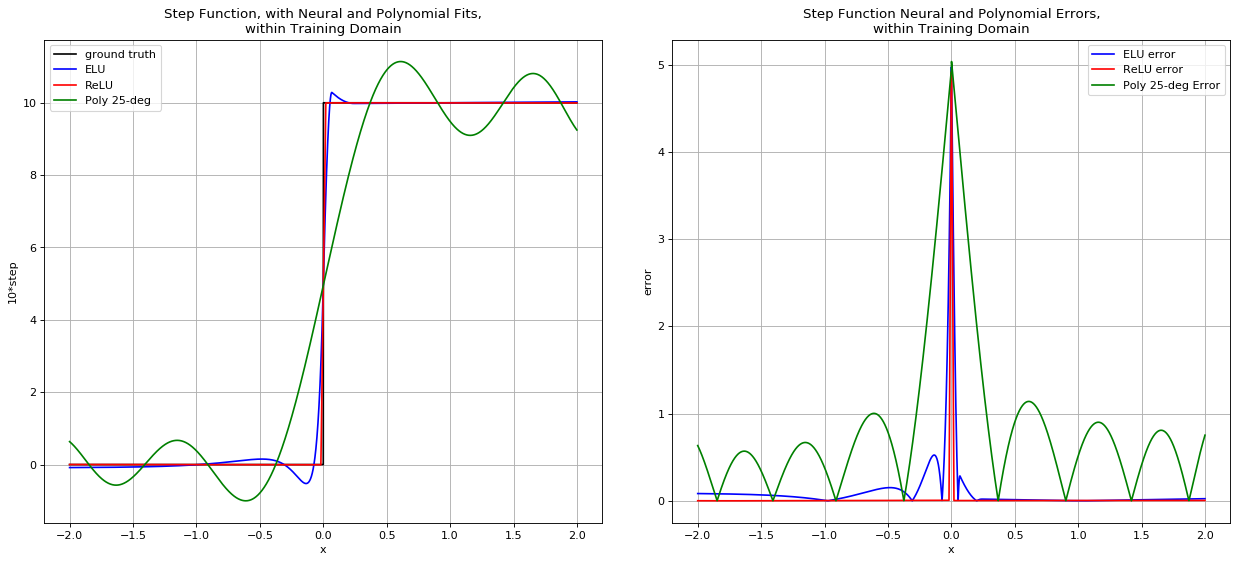 Step Function, with Neural and Polynomial Fits,
within Training Domain
ground truth
ELU
ReLU
Poly 25-deg
10*step
10
8
6
4
2
0
−2.0 −1.5 −1.0 −0.5 0.0 0.5 1.0 1.5 2.0
x
Step Function Neural and Polynomial Errors,
within Training Domain
ELU error
ReLU error
Poly 25-deg Error
error
5
4
3
2
1
0
−2.0 −1.5 −1.0 −0.5 0.0 0.5 1.0 1.5 2.0
x